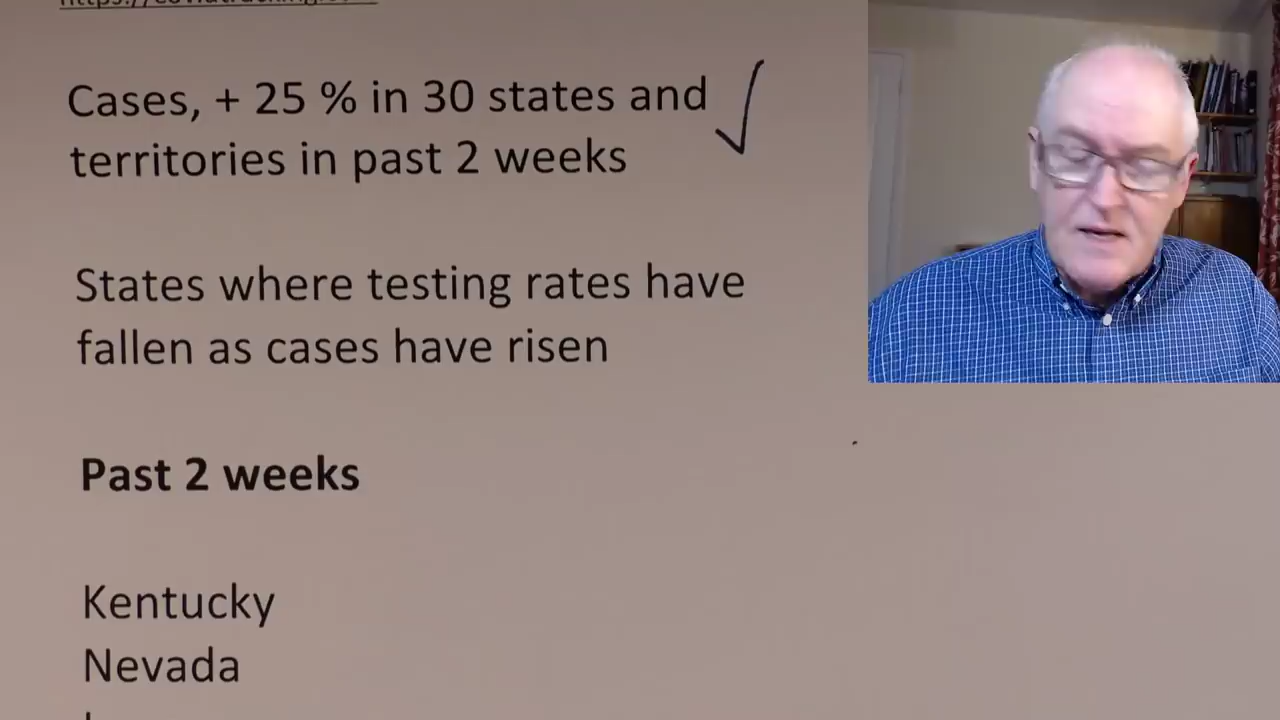 Cases, + 25 % in 30 states and
territories in past 2 weeks
States where testing rates have
fallen as cases have risen
Past 2 weeks
Kentucky
Nevada